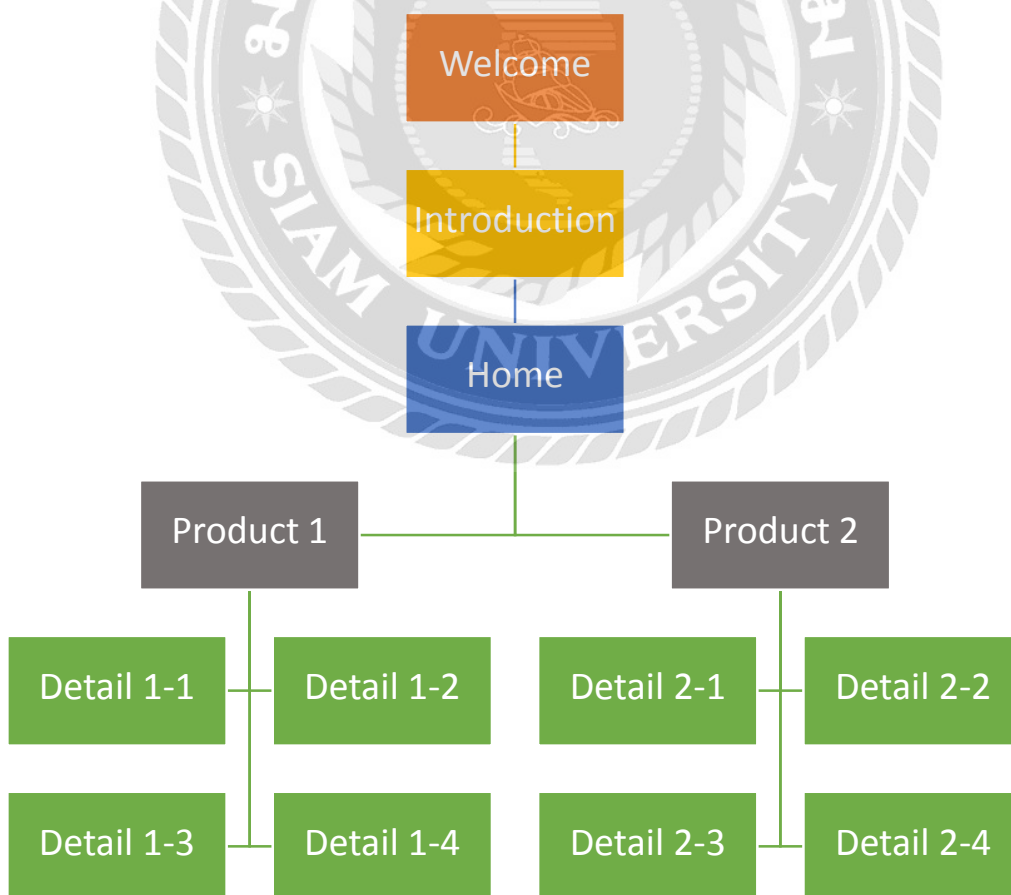 Welcome
Introduction
SIAM UNIVERSITY
Home
Product 1
Product 2
Detail 1-1
Detail 1-2
Detail 2-1
Detail 2-2
Detail 1-3
Detail 1-4
Detail 2-3
Detail 2-4